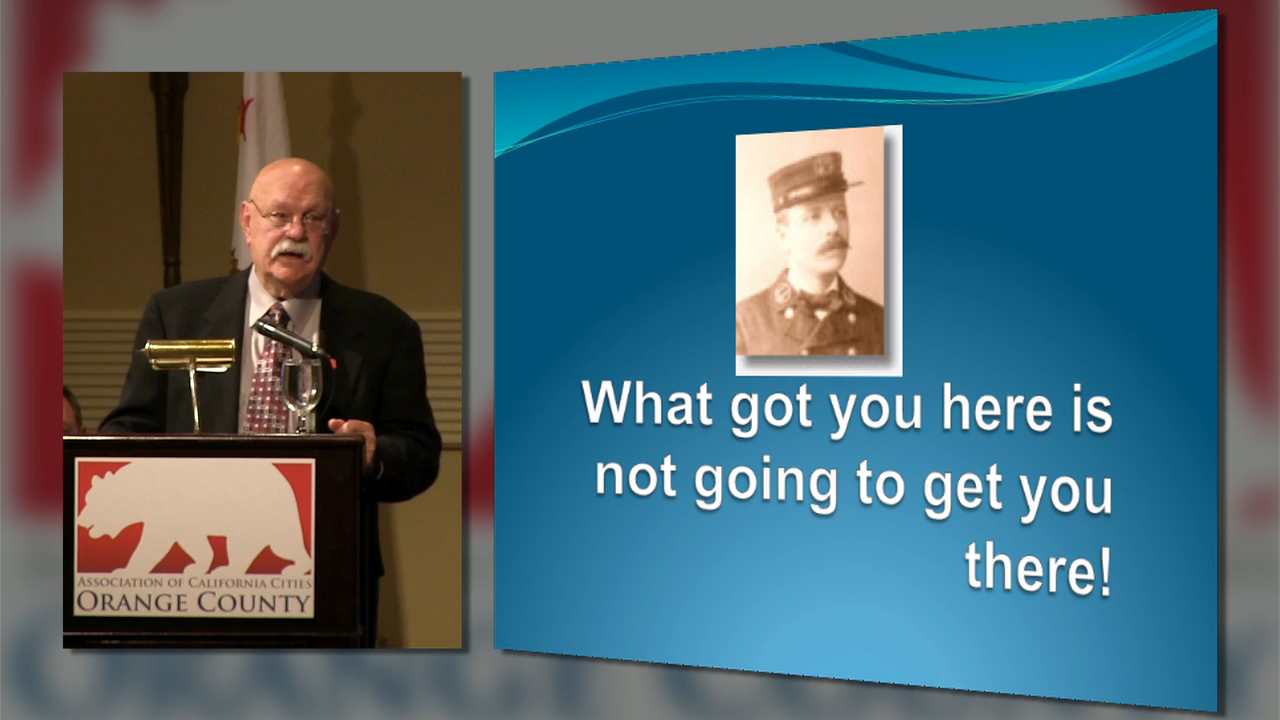 ASSOCIATION OF CALIFORNIA CITIES
ORANGE COUNTY
What got you here is
not going to get you
there!